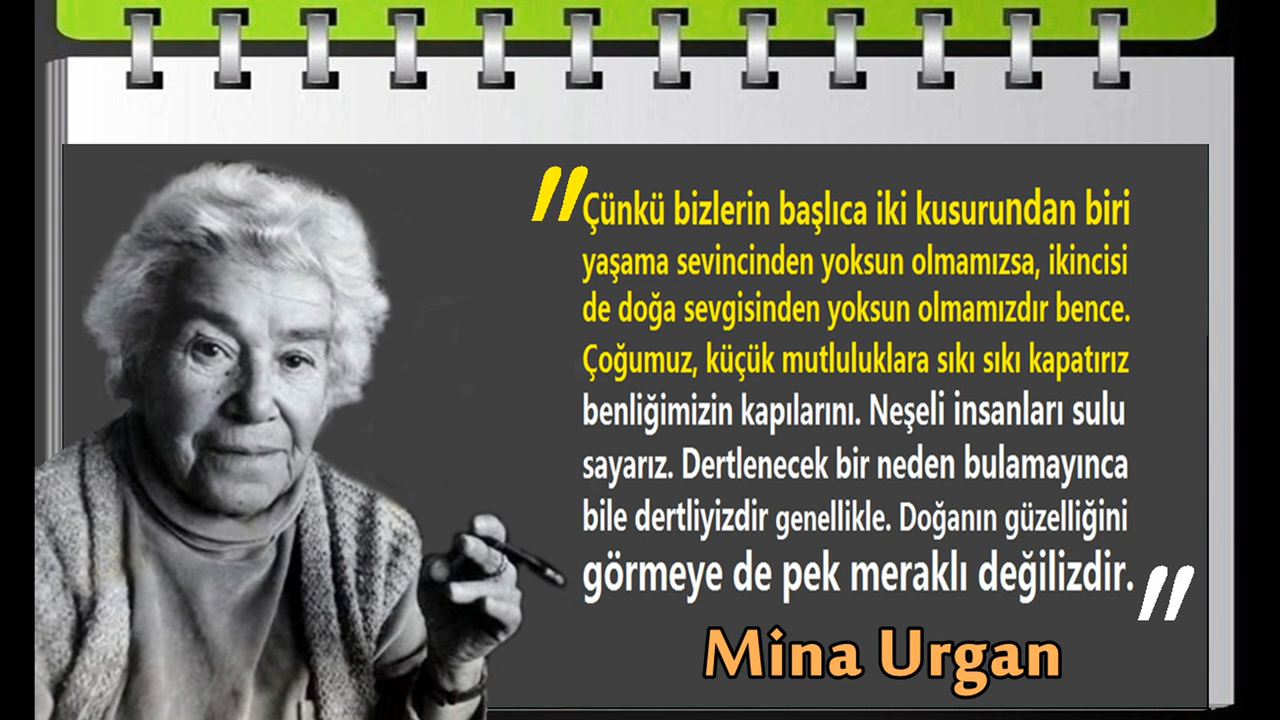 "Çünkü bizlerin başlıca iki kusurundan biri
yaşama sevincinden yoksun olmamızsa, ikincisi
de doğa sevgisinden yoksun olmamızdır bence.
Çoğumuz, küçük mutluluklara sıkı sıkı kapatırız
benliğimizin kapılarını. Neşeli insanları sulu
sayarız. Dertlenecek bir neden bulamayınca
bile dertliyizdir genellikle. Doğanın güzelliğini
görmeye de pek meraklı değilizdir."
Mina Urgan